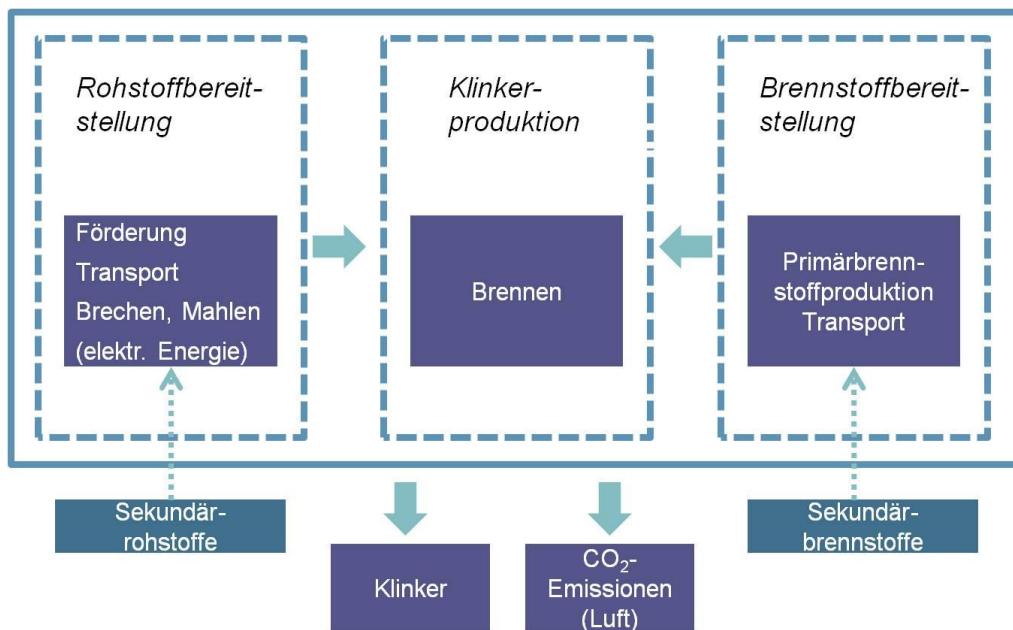 Rohstoffbereit-
stellung
Klinker-
produktion
Brennstoffbereit-
stellung
Förderung
Transport
Brechen, Mahlen
(elektr. Energie)
Brennen
Primärbrenn-
stoffproduktion
Transport
Sekundär-
rohstoffe
Sekundär-
brennstoffe
Klinker
CO₂-
Emissionen
(Luft)